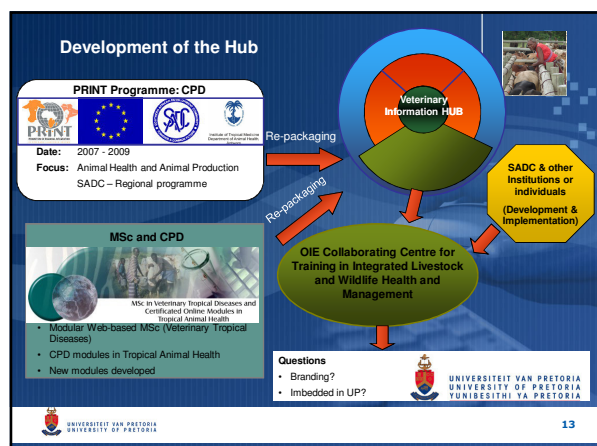 Development of the Hub
PRINT Programme: CPD
PRINT
SADC
Institute of Tropical Medicine
Department of Animal Health
Date: 2007 - 2009
Focus: Animal Health and Animal Production
SADC – Regional programme
Re-packaging
Veterinary
Information HUB
SADC & other
Institutions or
individuals
(Development &
Implementation)
Re-packaging
MSc and CPD
MSc in Veterinary Tropical Diseases and
Certificated Online Modules in
Tropical Animal Health
• Modular Web-based MSc (Veterinary Tropical
Diseases)
• CPD modules in Tropical Animal Health
• New modules developed
OIE Collaborating Centre for
Training in Integrated Livestock
and Wildlife Health and
Management
Questions
• Branding?
• Imbedded in UP?
UNIVERSITEIT VAN PRETORIA
UNIVERSITY OF PRETORIA
YUNIBESITHI YA PRETORIA
UNIVERSITEIT VAN PRETORIA
UNIVERSITY OF PRETORIA
13